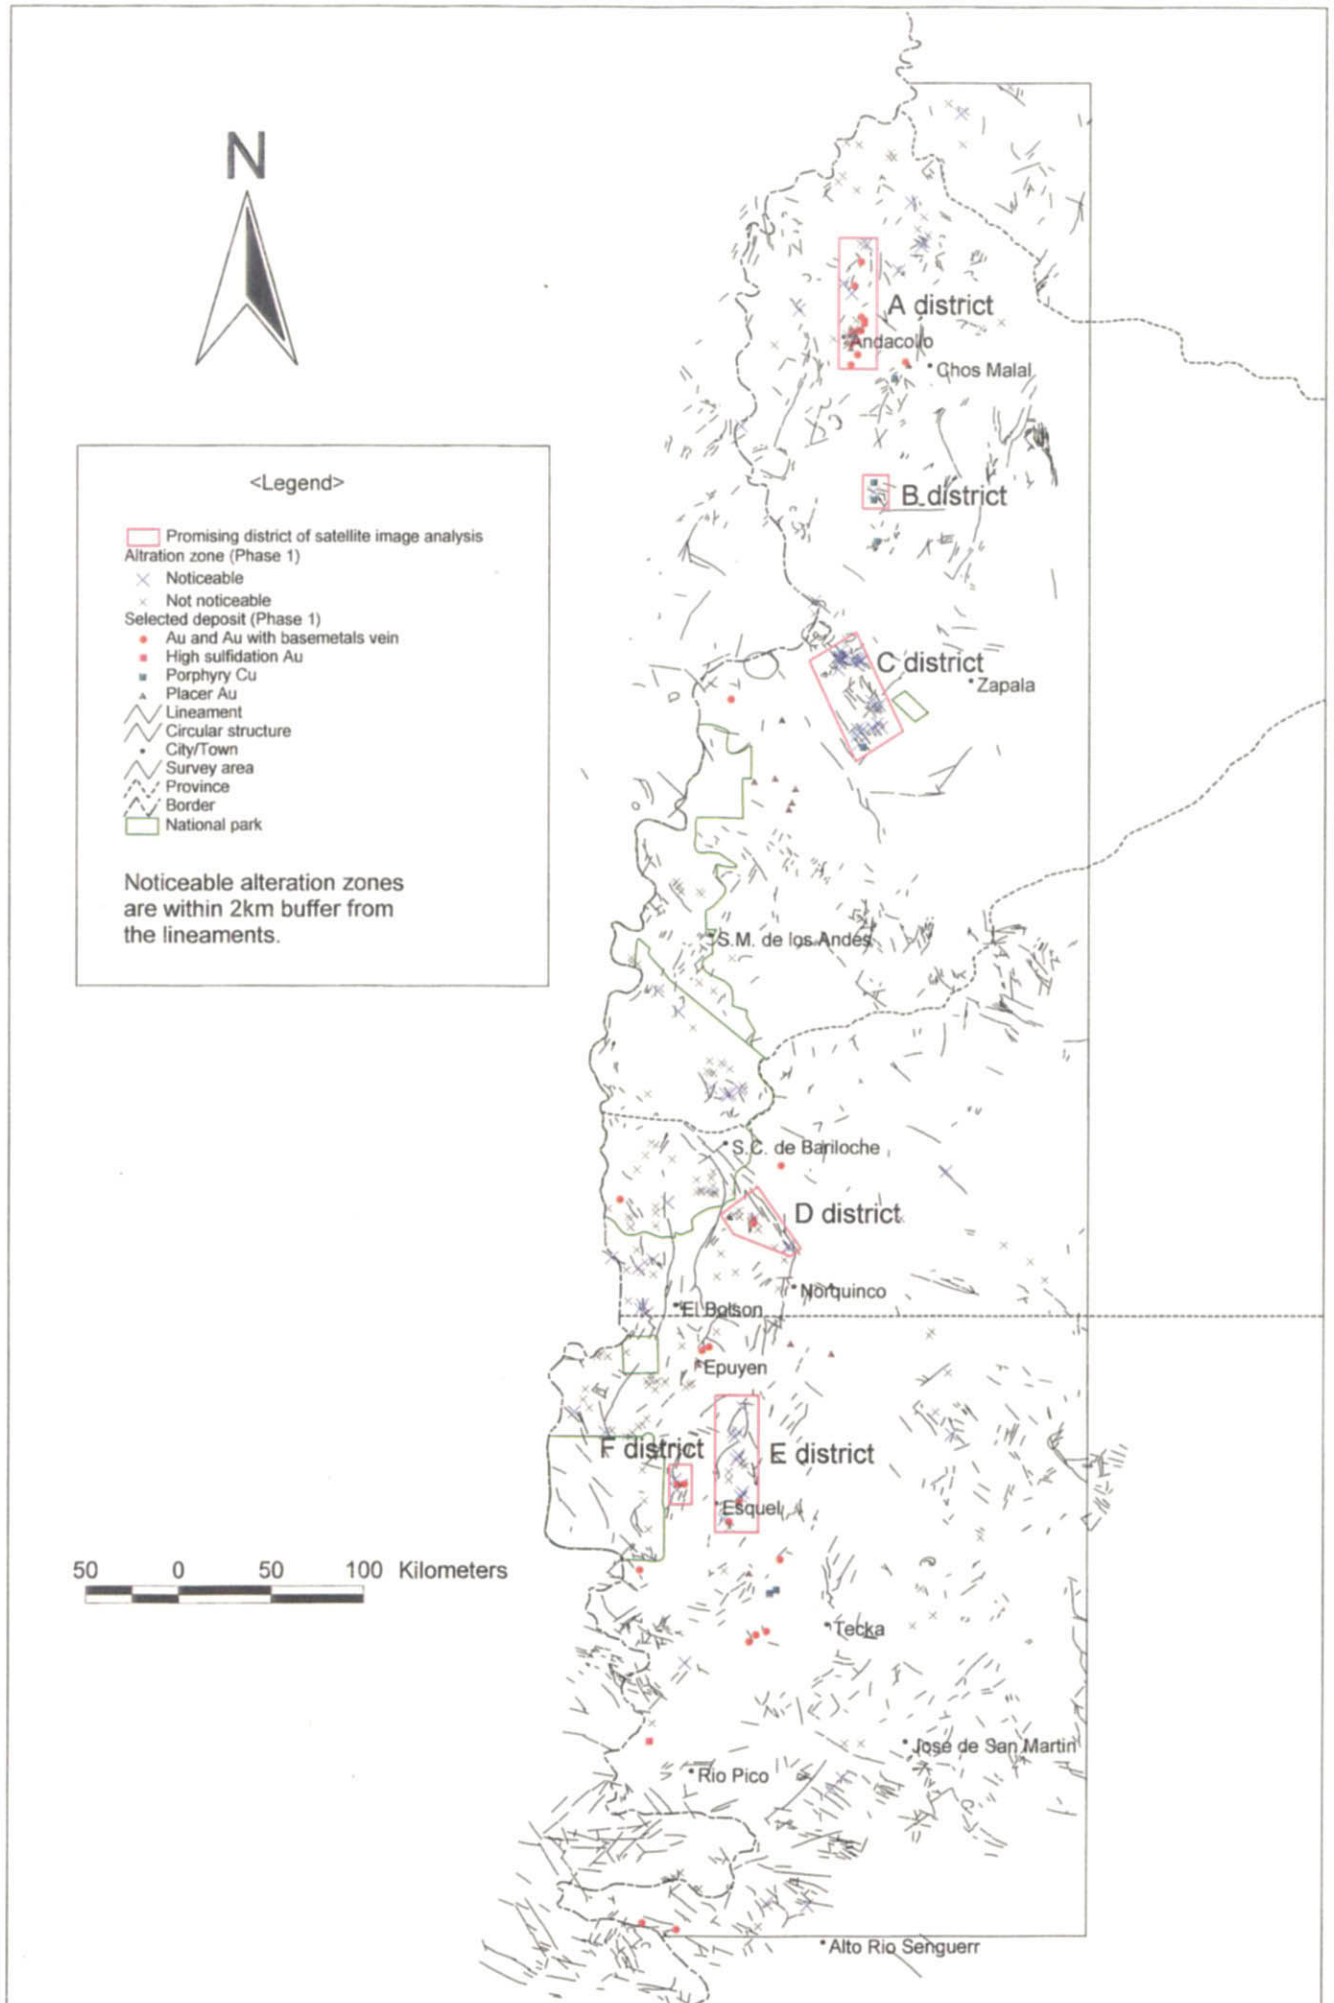 N
A district
Andacollo
Chos Malal
<Legend>
Promising district of satellite image analysis
Altration zone (Phase 1)
Noticeable
Not noticeable
Selected deposit (Phase 1)
Au and Au with basemetals vein
High sulfidation Au
Porphyry Cu
Placer Au
Lineament
Circular structure
City/Town
Survey area
Province
Border
National park
Noticeable alteration zones
are within 2km buffer from
the lineaments.
B district
C district
Zapala
S.M. de los Andes
S.C. de Bariloche
D district
Norquinco
El Bolson
Epuyen
F district
E district
Esquel
50 0 50 100 Kilometers
Tecka
Jose de San Martin
Rio Pico
Alto Rio Senguerr